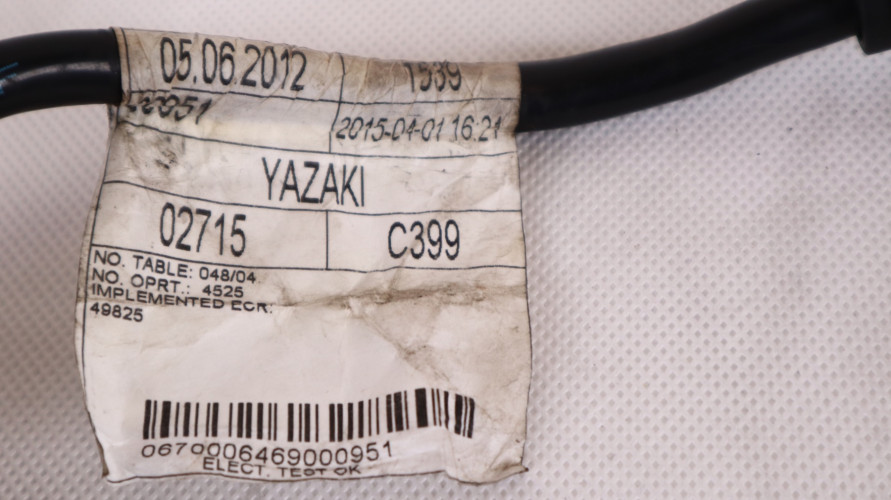 05.06.2012 1539
2015-04-01 16:21
YAZAKI
02715 C399
NO. TABLE: 048/04
NO. OPRT.: 4525
IMPLEMENTED ECR:
49825
0670006469000951
ELECT. TEST OK